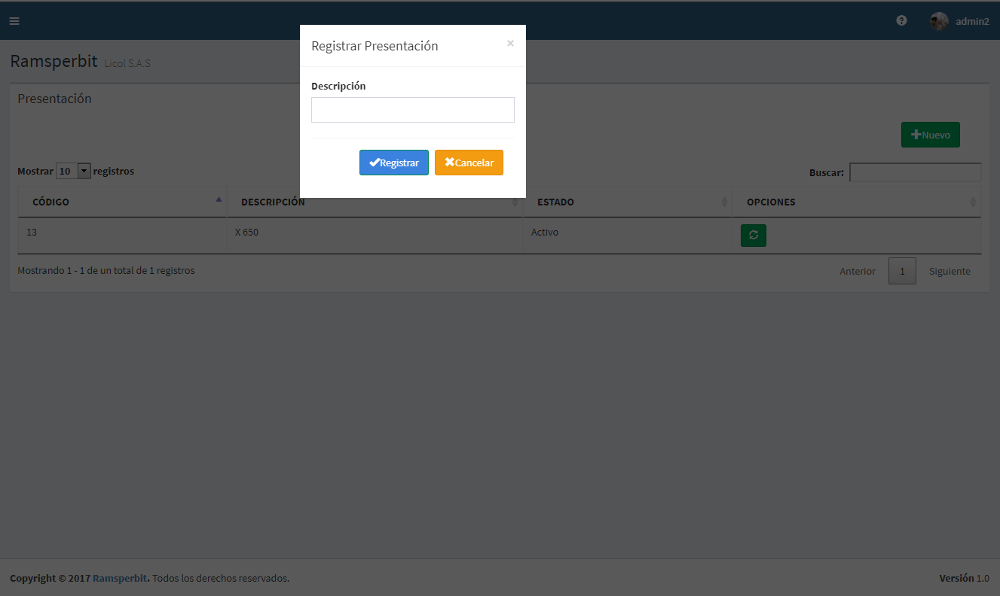 admin2
Registrar Presentación ×
Ramsperbit Licol S.A.S
Descripción
Presentación
Nuevo
Registrar Cancelar
Mostrar 10 registros
Buscar:
CÓDIGO DESCRIPCIÓN ESTADO OPCIONES
13 X 650 Activo
Mostrando 1 - 1 de un total de 1 registros
Anterior 1 Siguiente
Copyright © 2017 Ramsperbit. Todos los derechos reservados.
Versión 1.0